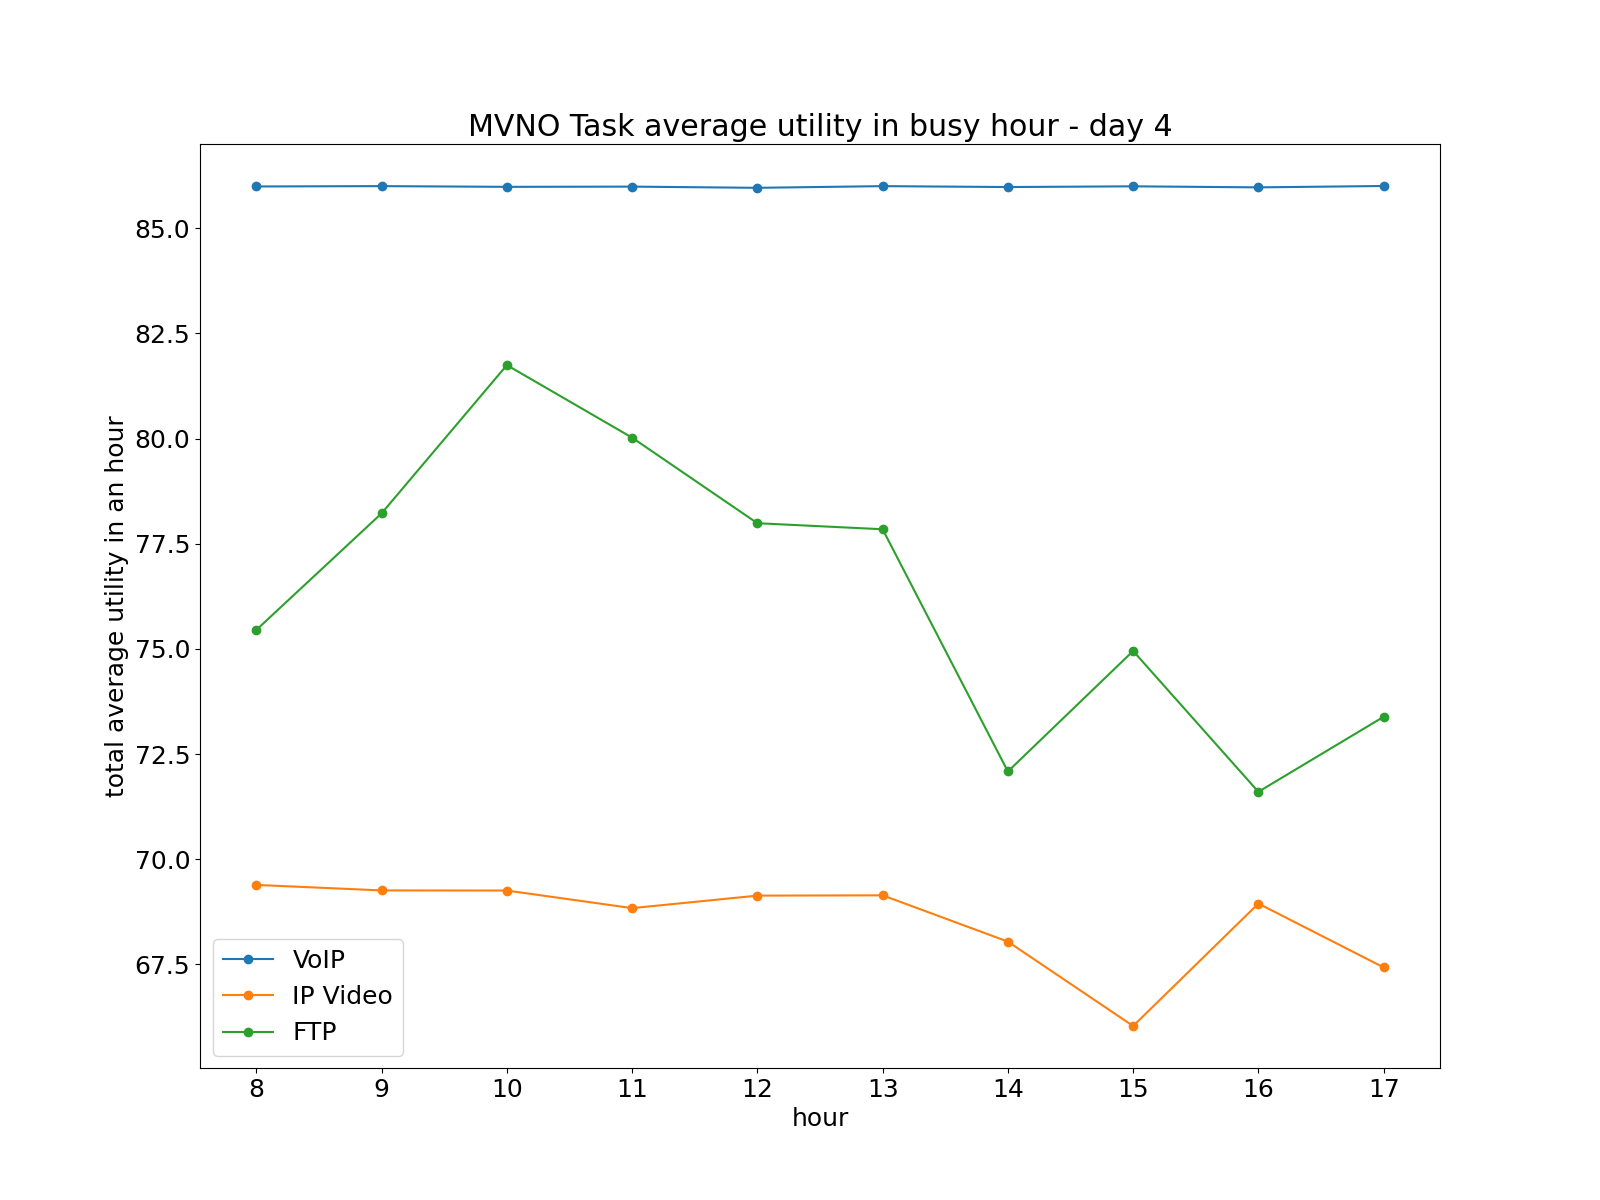 MVNO Task average utility in busy hour - day 4
total average utility in an hour
85.0
82.5
80.0
77.5
75.0
72.5
70.0
67.5
VoIP
IP Video
FTP
8 9 10 11 12 13 14 15 16 17
hour